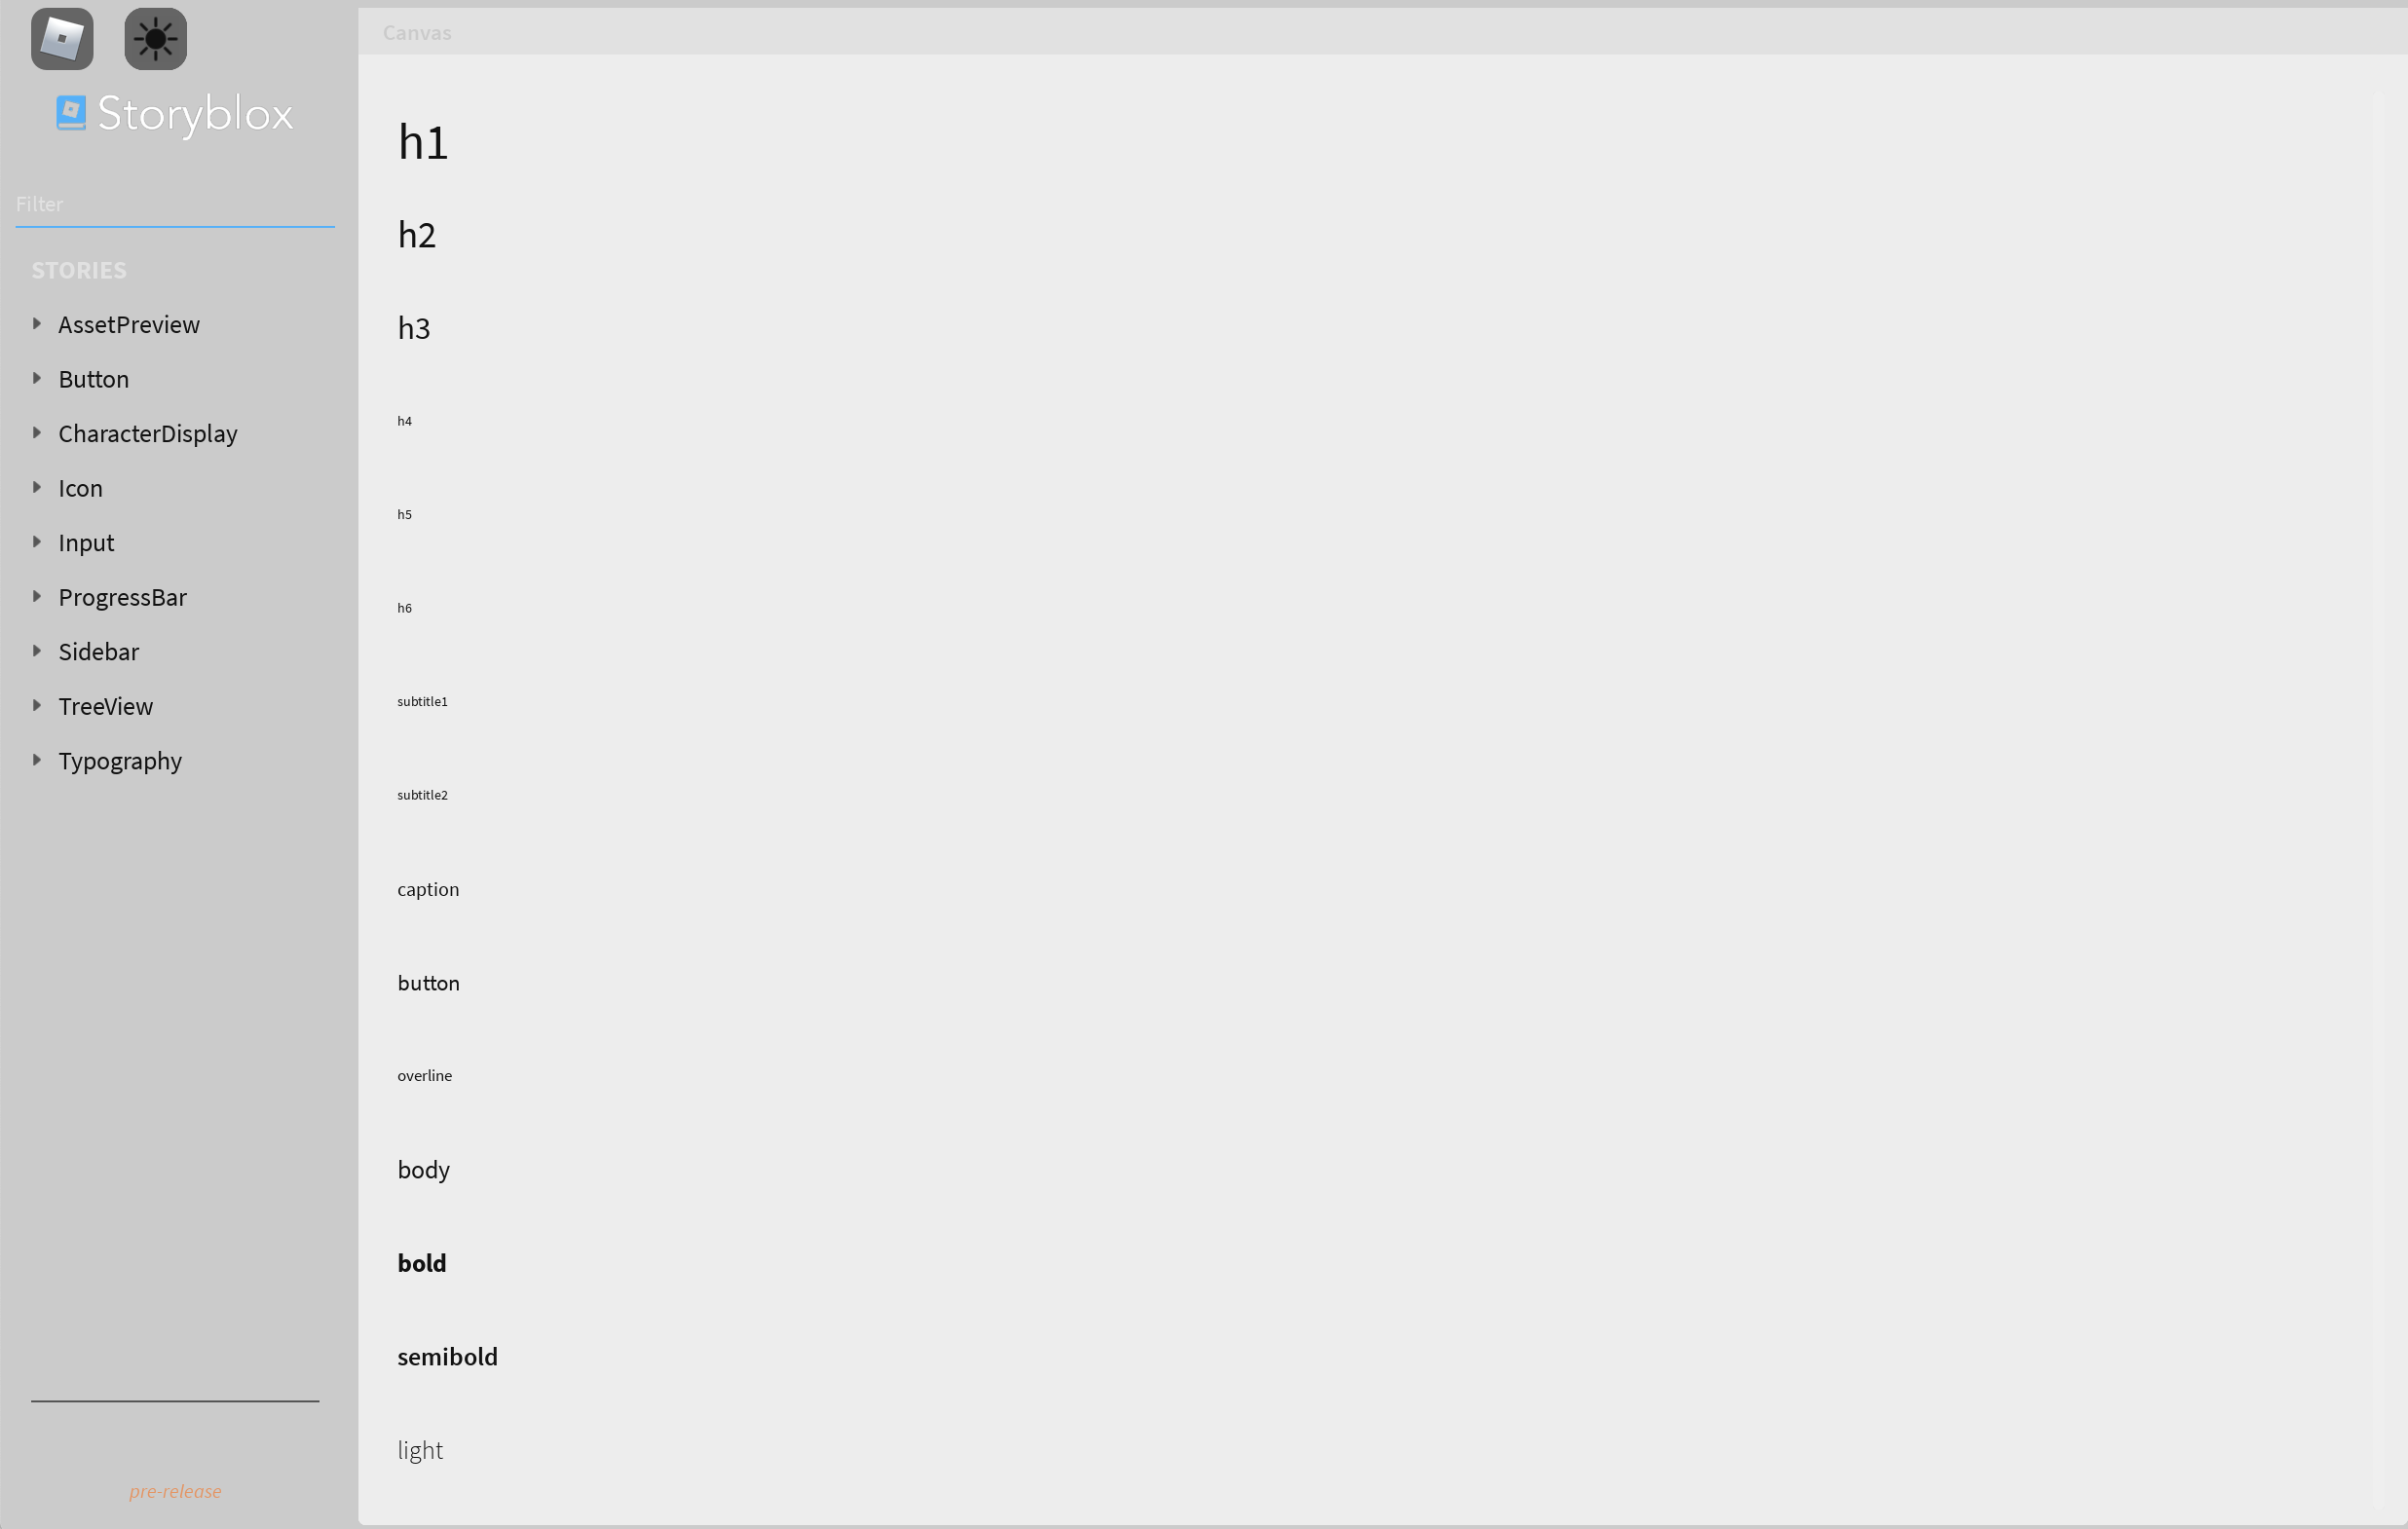 Storyblox
Filter
STORIES
AssetPreview
Button
CharacterDisplay
Icon
Input
ProgressBar
Sidebar
TreeView
Typography
pre-release
Canvas
h1
h2
h3
h4
h5
h6
subtitle1
subtitle2
caption
button
overline
body
bold
semibold
light